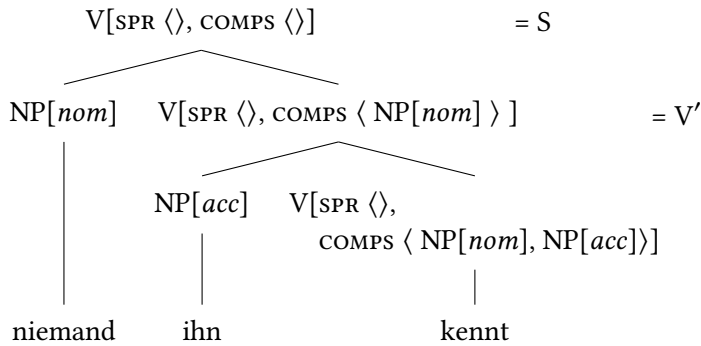 V[SPR ⟨⟩, COMPS ⟨⟩] = S
NP[nom] V[SPR ⟨⟩, COMPS ⟨ NP[nom] ⟩ ] = V′
NP[acc] V[SPR ⟨⟩,
COMPS ⟨ NP[nom], NP[acc]⟩]
niemand ihn kennt